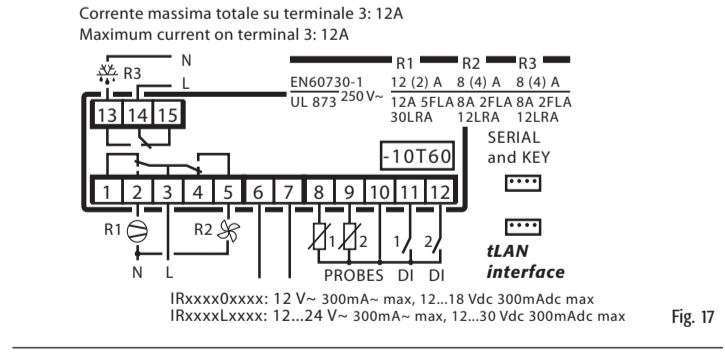 Corrente massima totale su terminale 3: 12A
Maximum current on terminal 3: 12A
N
R3
L
R1 R2 R3
EN60730-1 12 (2) A 8 (4) A 8 (4) A
UL 873 250 V~ 12A 5FLA 8A 2FLA 8A 2FLA
30LRA 12LRA 12LRA
13 14 15
SERIAL
and KEY
-10T60
1 2 3 4 5 6 7 8 9 10 11 12
R1 R2 1 2 1 2
tLAN
interface
N L PROBES DI DI
IRxxxx0xxxx: 12 V~ 300mA~ max, 12...18 Vdc 300mAdc max
IRxxxxLxxxx: 12...24 V~ 300mA~ max, 12...30 Vdc 300mAdc max
Fig. 17